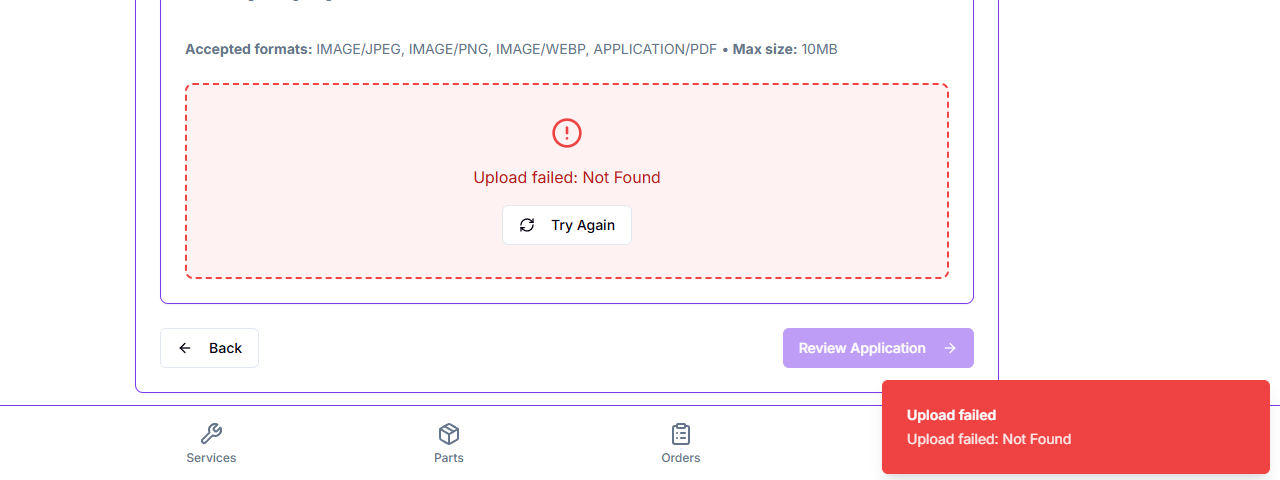 Accepted formats: IMAGE/JPEG, IMAGE/PNG, IMAGE/WEBP, APPLICATION/PDF • Max size: 10MB
Upload failed: Not Found
Try Again
Back
Review Application
Upload failed
Upload failed: Not Found
Services
Parts
Orders